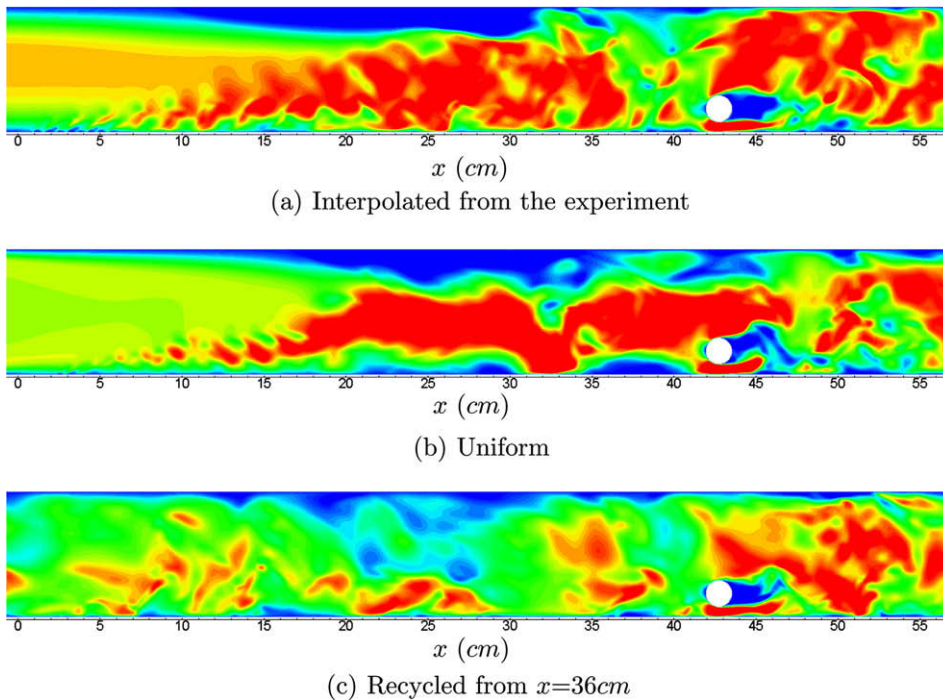 0 5 10 15 20 25 30 35 40 45 50 55
x (cm)
(a) Interpolated from the experiment
0 5 10 15 20 25 31 35 40 45 50 55
x (cm)
(b) Uniform
0 5 10 15 20 25 30 35 40 45 50 55
x (cm)
(c) Recycled from x=36cm